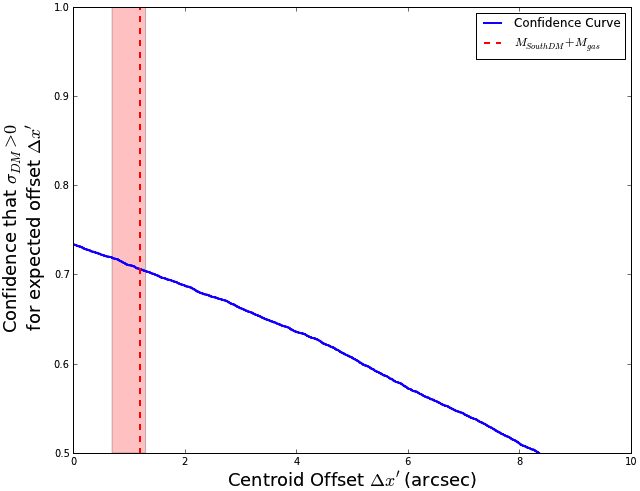 Confidence that σ_DM > 0
for expected offset Δx′
1.0
0.9
0.8
0.7
0.6
0.5
Confidence Curve
M_SouthDM + M_gas
0 2 4 6 8 10
Centroid Offset Δx′ (arcsec)